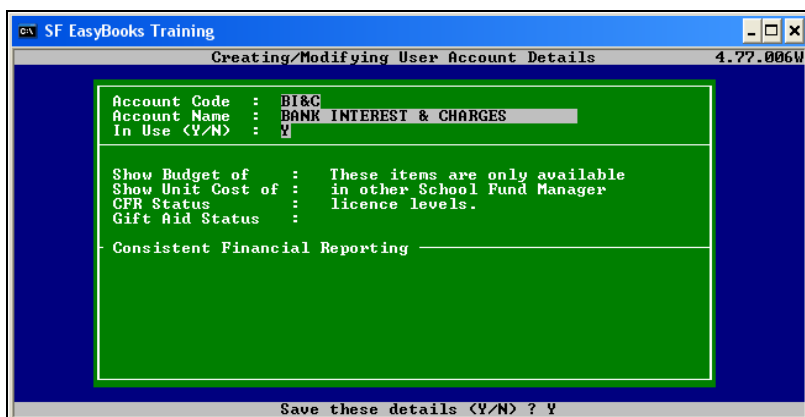 SF EasyBooks Training
Creating/Modifying User Account Details 4.77.006W
Account Code : BI&C
Account Name : BANK INTEREST & CHARGES
In Use (Y/N) : Y
Show Budget of : These items are only available
Show Unit Cost of : in other School Fund Manager
CFR Status : licence levels.
Gift Aid Status :
Consistent Financial Reporting
Save these details (Y/N) ? Y